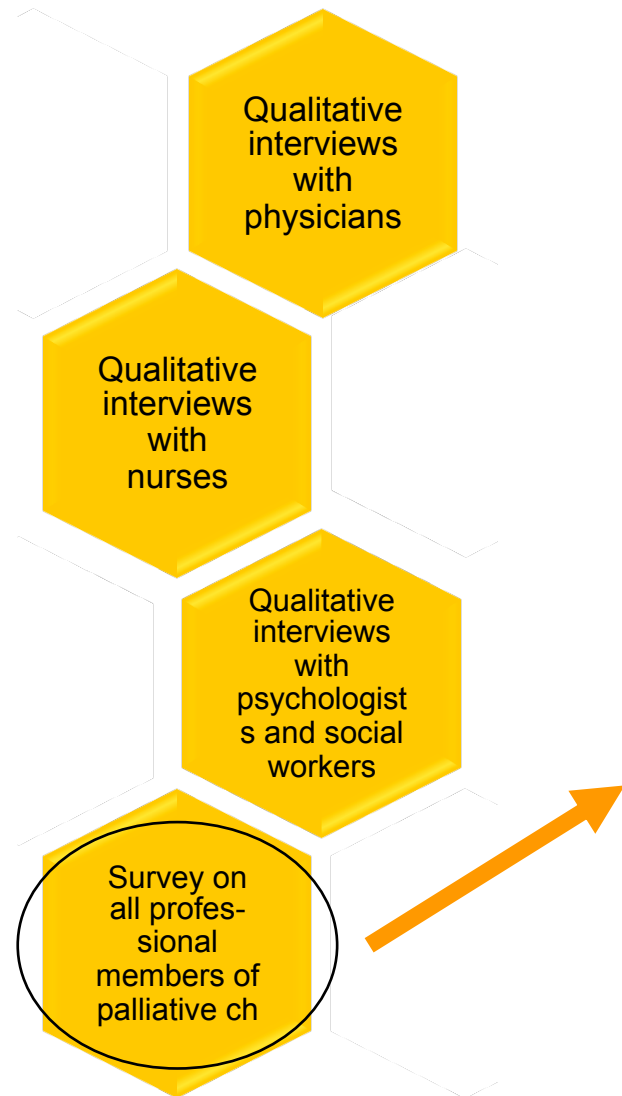 Qualitative
interviews
with
physicians
Qualitative
interviews
with
nurses
Qualitative
interviews
with
psychologist
s and social
workers
Survey on
all profes-
sional
members of
palliative ch